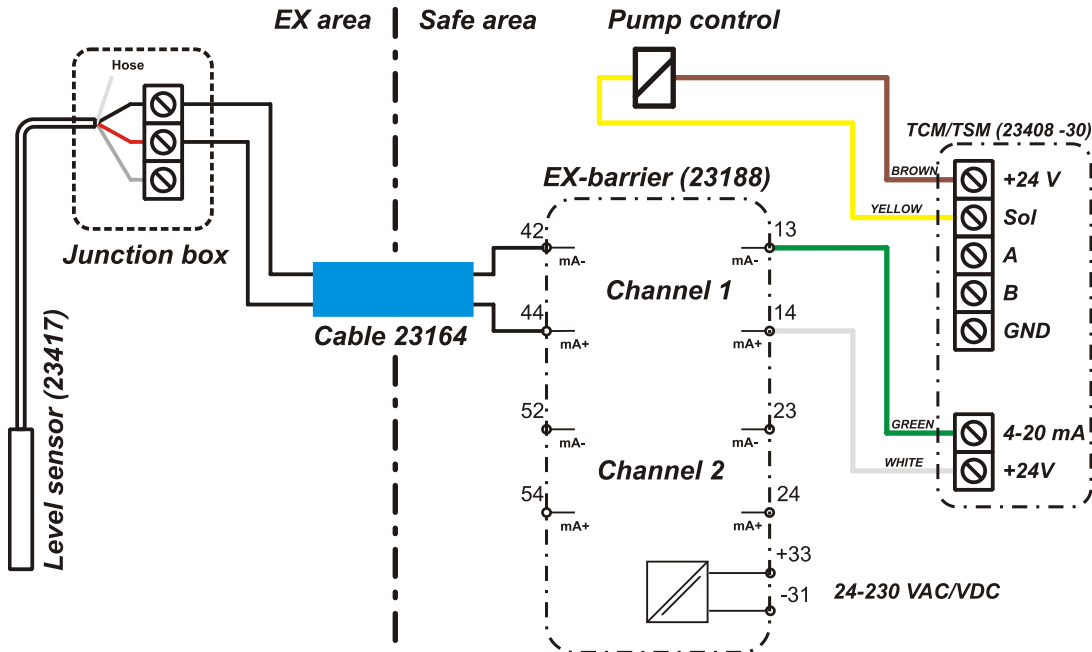 EX area
Safe area
Pump control
Hose
Junction box
Level sensor (23417)
Cable 23164
EX-barrier (23188)
42
mA-
44
mA+
52
mA-
54
mA+
Channel 1
Channel 2
13
mA-
14
mA+
23
mA-
24
mA+
+33
-31
24-230 VAC/VDC
TCM/TSM (23408 -30)
BROWN
+24 V
YELLOW
Sol
A
B
GND
GREEN
4-20 mA
WHITE
+24V